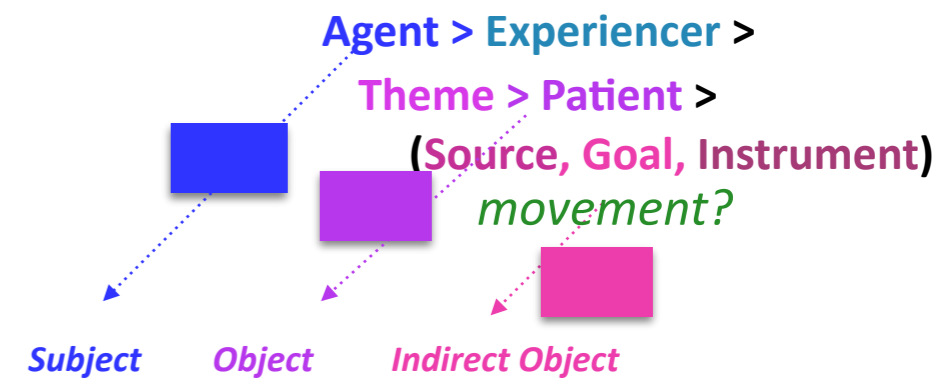 Agent > Experiencer >
Theme > Patient >
(Source, Goal, Instrument)
movement?
Subject Object Indirect Object